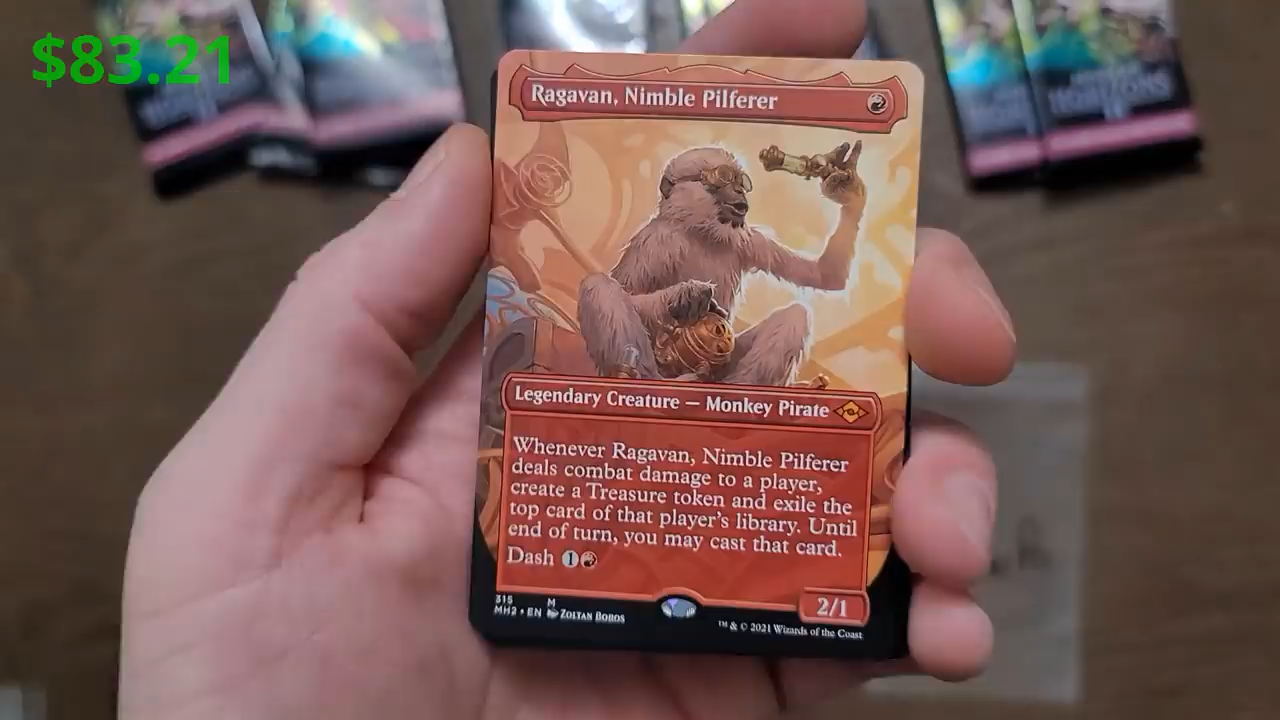 $83.21
HORIZONS
Ragavan, Nimble Pilferer
Legendary Creature — Monkey Pirate
Whenever Ragavan, Nimble Pilferer
deals combat damage to a player,
create a Treasure token and exile the
top card of that player's library. Until
end of turn, you may cast that card.
Dash 1
2/1
315 M
MH2 • EN Zoltan Boros
™ & © 2021 Wizards of the Coast